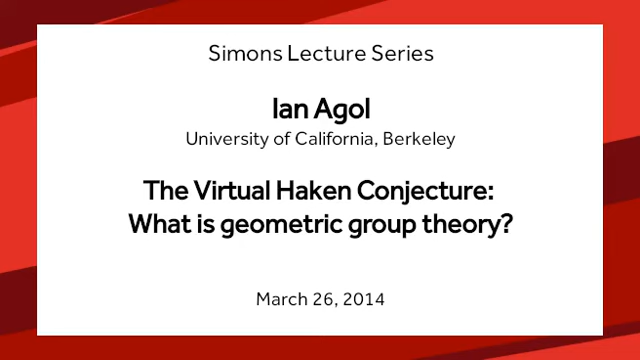 Simons Lecture Series
Ian Agol
University of California, Berkeley
The Virtual Haken Conjecture:
What is geometric group theory?
March 26, 2014